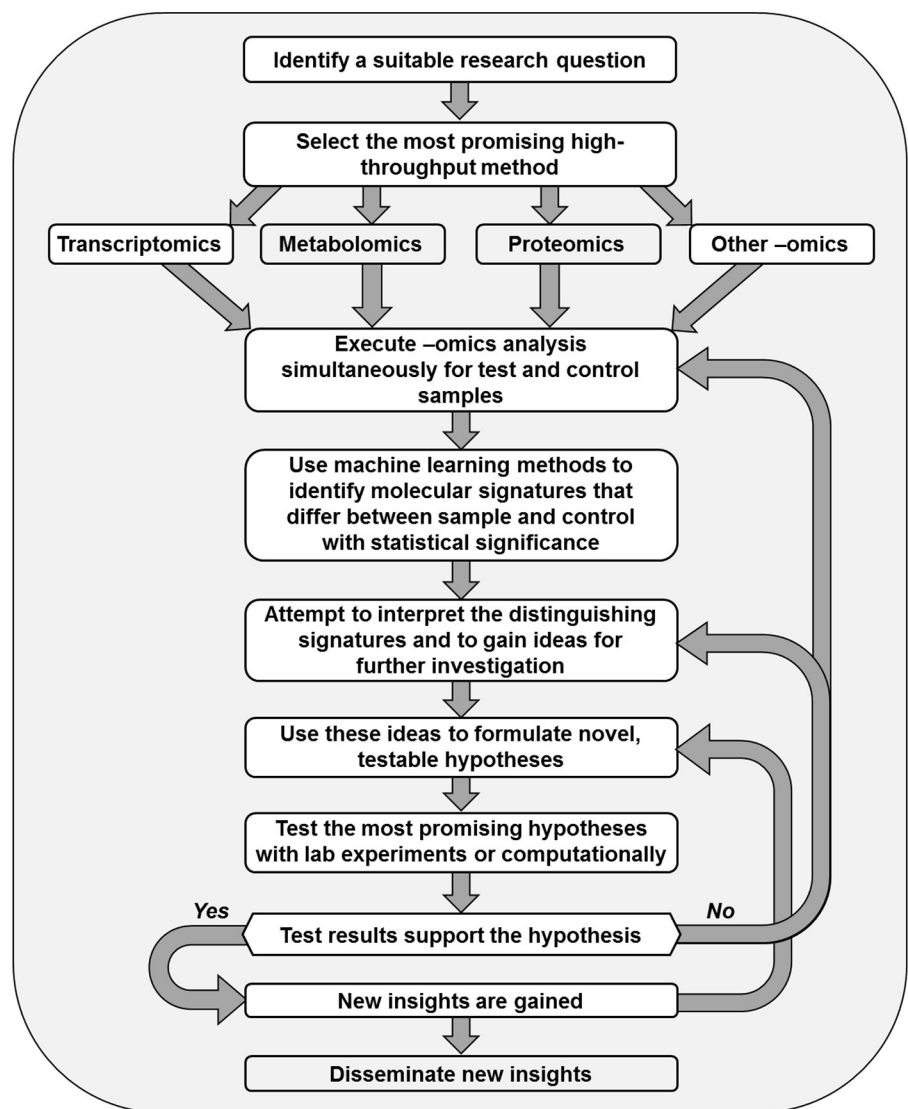 Identify a suitable research question
Select the most promising high-
throughput method
Transcriptomics
Metabolomics
Proteomics
Other –omics
Execute –omics analysis
simultaneously for test and control
samples
Use machine learning methods to
identify molecular signatures that
differ between sample and control
with statistical significance
Attempt to interpret the distinguishing
signatures and to gain ideas for
further investigation
Use these ideas to formulate novel,
testable hypotheses
Test the most promising hypotheses
with lab experiments or computationally
Yes
No
Test results support the hypothesis
New insights are gained
Disseminate new insights